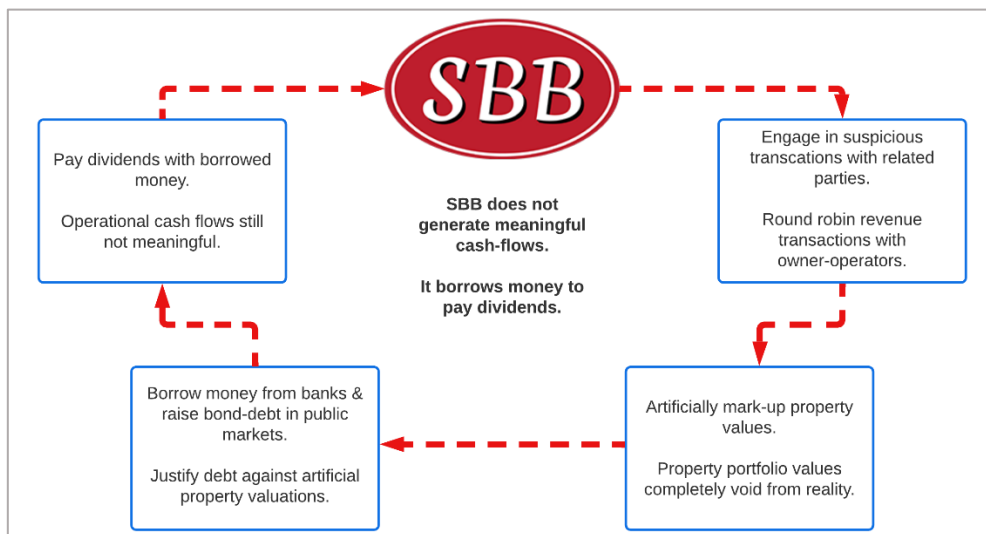 SBB
Pay dividends with borrowed
money.
Operational cash flows still
not meaningful.
SBB does not
generate meaningful
cash-flows.
It borrows money to
pay dividends.
Engage in suspicious
transcations with related
parties.
Round robin revenue
transactions with
owner-operators.
Borrow money from banks &
raise bond-debt in public
markets.
Justify debt against artificial
property valuations.
Artificially mark-up property
values.
Property portfolio values
completely void from reality.